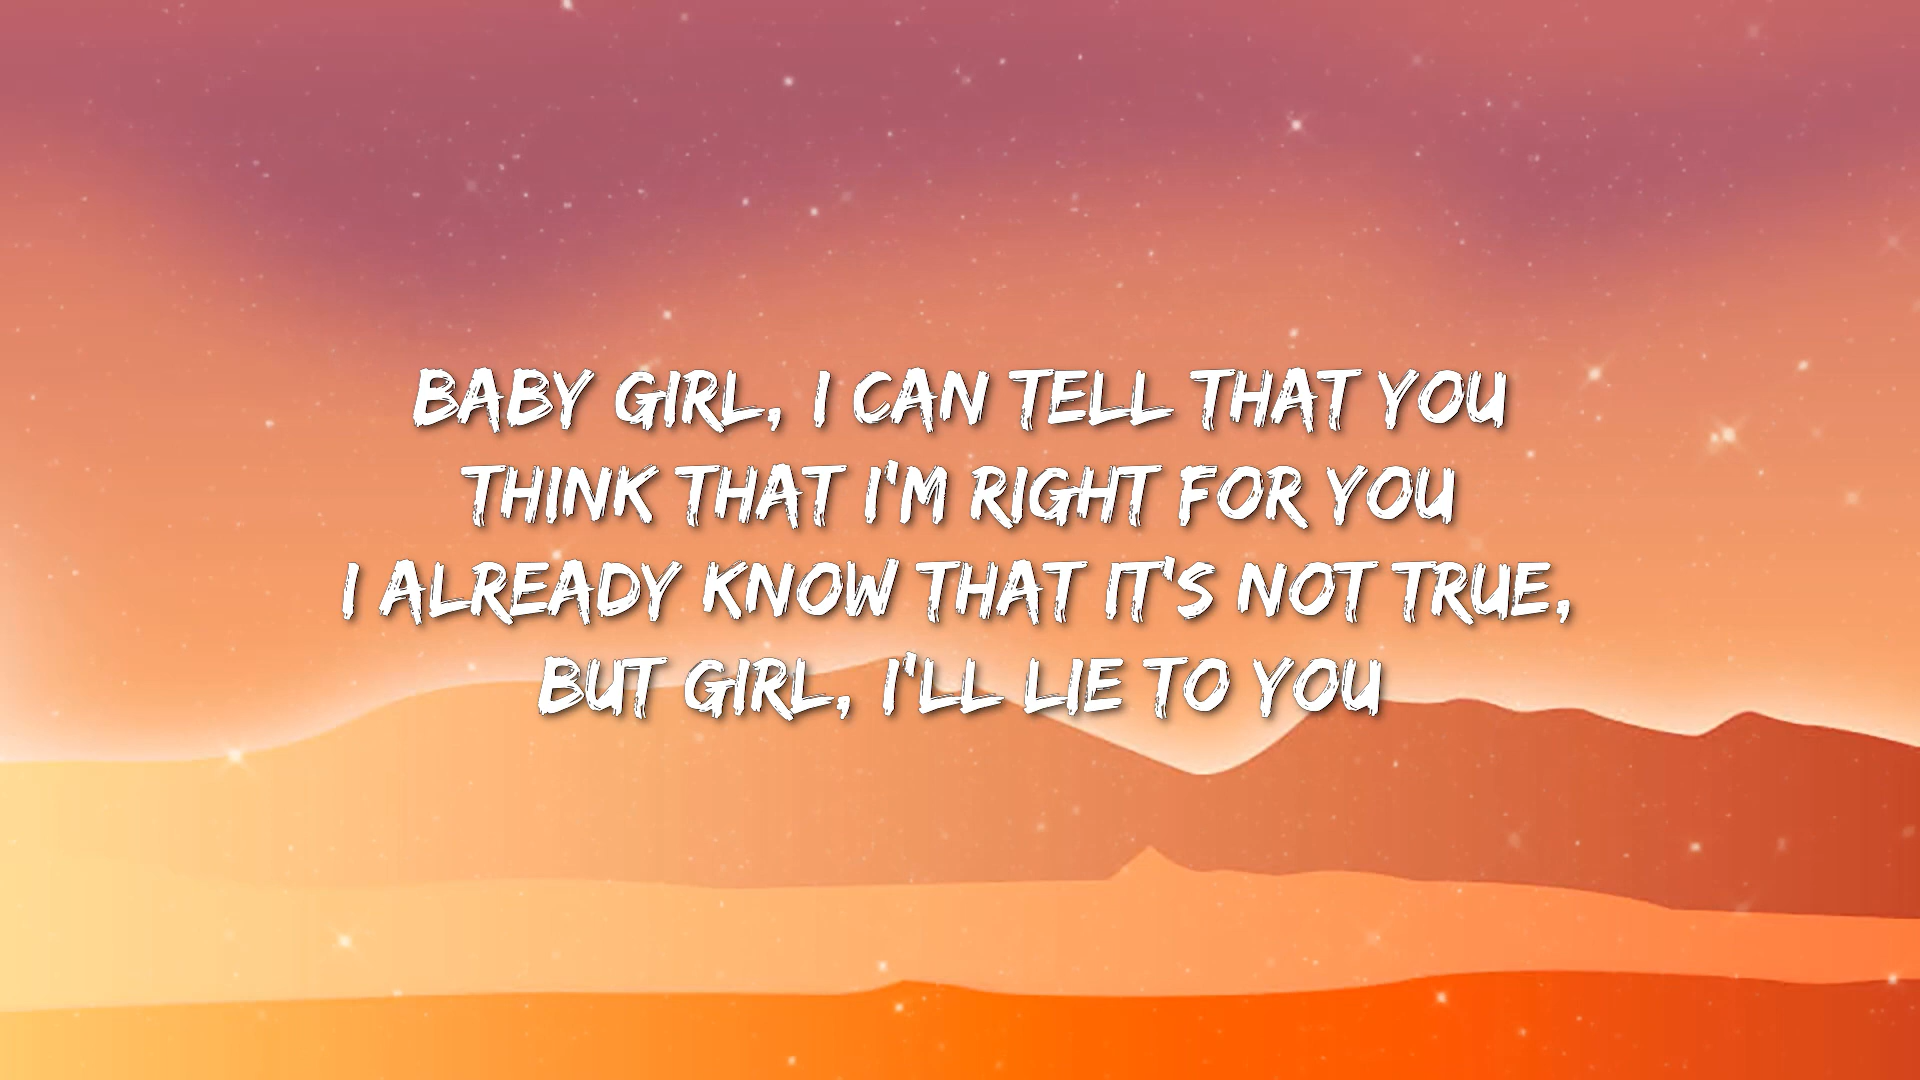 BABY GIRL, I CAN TELL THAT YOU
THINK THAT I'M RIGHT FOR YOU
I ALREADY KNOW THAT IT'S NOT TRUE,
BUT GIRL, I'LL LIE TO YOU